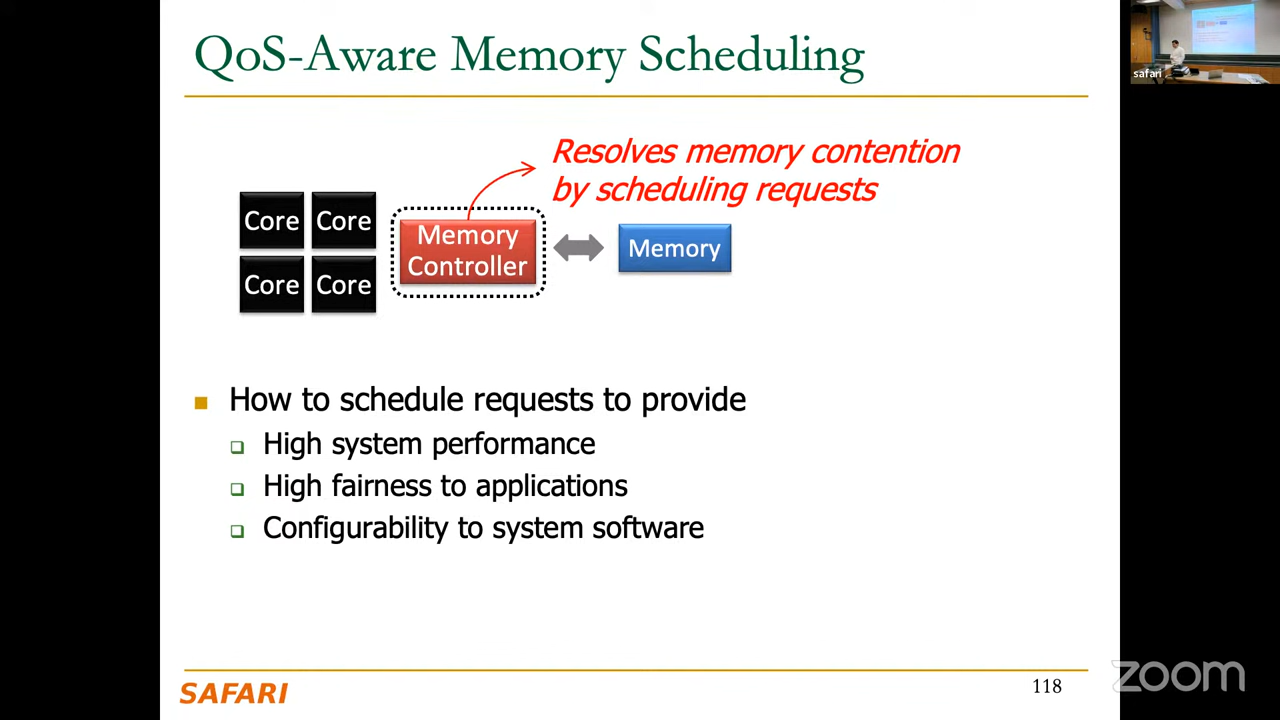 QoS-Aware Memory Scheduling
safari
Resolves memory contention
by scheduling requests
Core Core
Memory
Controller
Memory
Core Core
How to schedule requests to provide
High system performance
High fairness to applications
Configurability to system software
SAFARI
118
zoom